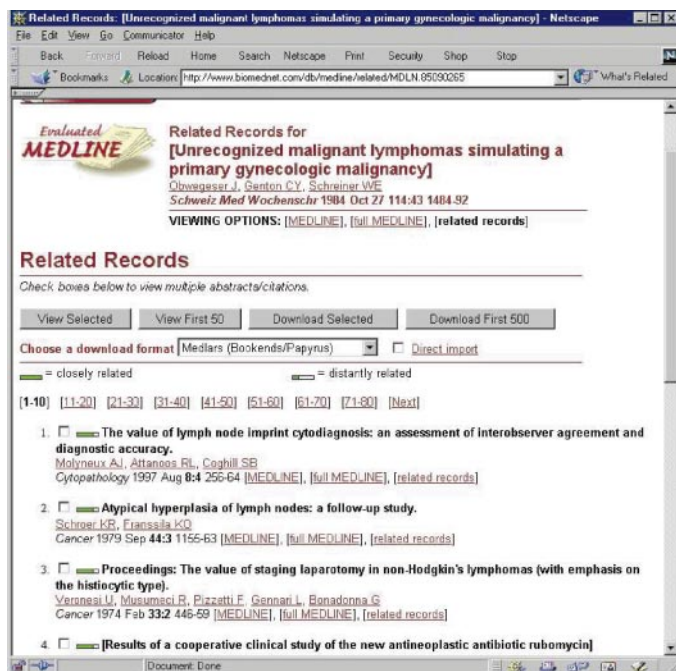 Related Records: [Unrecognized malignant lymphomas simulating a primary gynecologic malignancy] - Netscape
File Edit View Go Communicator Help
Back Forward Reload Home Search Netscape Print Security Shop Stop
Bookmarks Location: http://www.biomednet.com/db/medline/related/MDLN.85090265 What's Related
Evaluated
MEDLINE
Related Records for
[Unrecognized malignant lymphomas simulating a
primary gynecologic malignancy]
Obwegeser J, Genton CY, Schreiner WE
Schweiz Med Wochenschr 1984 Oct 27 114:43 1484-92
VIEWING OPTIONS: [MEDLINE], [full MEDLINE], [related records]
Related Records
Check boxes below to view multiple abstracts/citations.
View Selected View First 50 Download Selected Download First 500
Choose a download format Medlars (Bookends/Papyrus) Direct import
= closely related = distantly related
[1-10] [11-20] [21-30] [31-40] [41-50] [51-60] [61-70] [71-80] [Next]
1. The value of lymph node imprint cytodiagnosis: an assessment of interobserver agreement and
diagnostic accuracy.
Molyneux AJ, Attanoos RL, Coghill SB
Cytopathology 1997 Aug 8:4 256-64 [MEDLINE], [full MEDLINE], [related records]
2. Atypical hyperplasia of lymph nodes: a follow-up study.
Schroer KR, Franssila KO
Cancer 1979 Sep 44:3 1155-63 [MEDLINE], [full MEDLINE], [related records]
3. Proceedings: The value of staging laparotomy in non-Hodgkin's lymphomas (with emphasis on
the histiocytic type).
Veronesi U, Musumeci R, Pizzetti F, Gennari L, Bonadonna G
Cancer 1974 Feb 33:2 446-59 [MEDLINE], [full MEDLINE], [related records]
4. [Results of a cooperative clinical study of the new antineoplastic antibiotic rubomycin]
Document: Done